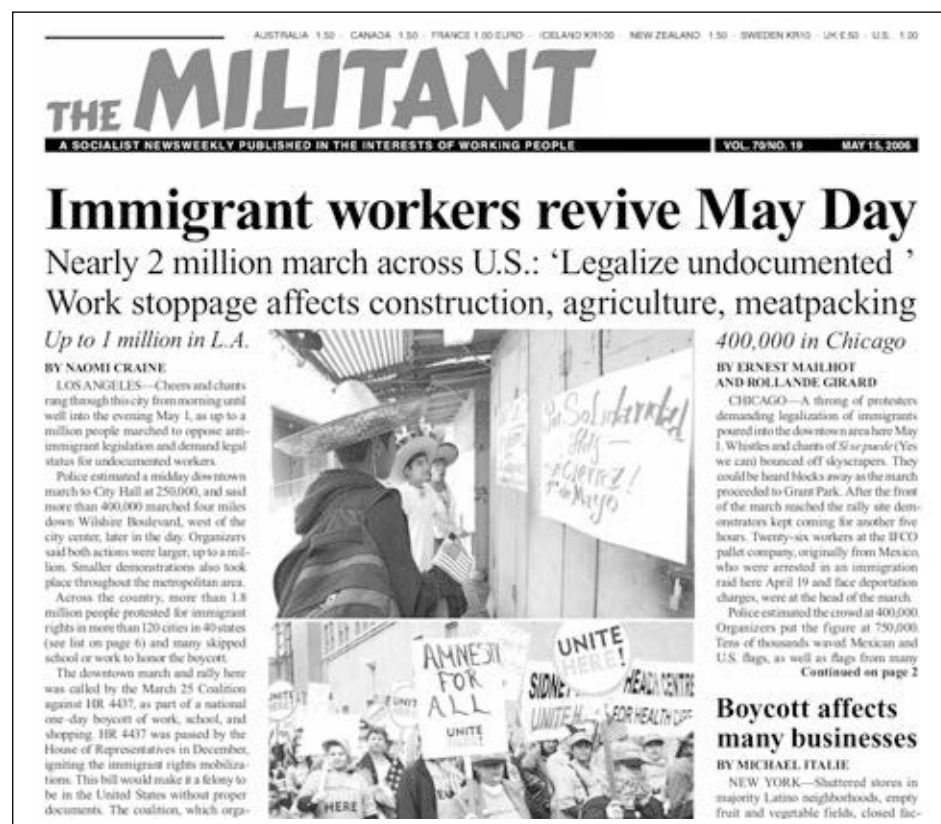 AUSTRALIA 1.50 · CANADA 1.50 · FRANCE 1.00 EURO · ICELAND KR100 · NEW ZEALAND 1.50 · SWEDEN KR10 · UK £.50 · U.S. 1.00
THE MILITANT
A SOCIALIST NEWSWEEKLY PUBLISHED IN THE INTERESTS OF WORKING PEOPLE
VOL. 70/NO. 19 MAY 15, 2006
Immigrant workers revive May Day
Nearly 2 million march across U.S.: ‘Legalize undocumented ’
Work stoppage affects construction, agriculture, meatpacking
Up to 1 million in L.A.
BY NAOMI CRAINE
LOS ANGELES—Cheers and chants
rang through this city from morning until
well into the evening May 1, as up to a
million people marched to oppose anti-
immigrant legislation and demand legal
status for undocumented workers.
Police estimated a midday downtown
march to City Hall at 250,000, and said
more than 400,000 marched four miles
down Wilshire Boulevard, west of the
city center, later in the day. Organizers
said both actions were larger, up to a mil-
lion. Smaller demonstrations also took
place throughout the metropolitan area.
Across the country, more than 1.8
million people protested for immigrant
rights in more than 120 cities in 40 states
(see list on page 6) and many skipped
school or work to honor the boycott.
The downtown march and rally here
was called by the March 25 Coalition
against HR 4437, as part of a national
one-day boycott of work, school, and
shopping. HR 4437 was passed by the
House of Representatives in December,
igniting the immigrant rights mobiliza-
tions. This bill would make it a felony to
be in the United States without proper
documents. The coalition, which orga-
Por
Hoy —
de Mayo
AMNESTY
FOR
ALL
UNITE
HERE!
UNITE
HERE!
SIDNEY HEALTH CENTRE
UNITE FOR HEALTH CARE
UNITE
HERE
400,000 in Chicago
BY ERNEST MAILHOT
AND ROLLANDE GIRARD
CHICAGO—A throng of protesters
demanding legalization of immigrants
poured into the downtown area here May
1. Whistles and chants of Sí se puede (Yes
we can) bounced off skyscrapers. They
could be heard blocks away as the march
proceeded to Grant Park. After the front
of the march reached the rally site dem-
onstrators kept coming for another five
hours. Twenty-six workers at the IFCO
pallet company, originally from Mexico,
who were arrested in an immigration
raid here April 19 and face deportation
charges, were at the head of the march.
Police estimated the crowd at 400,000.
Organizers put the figure at 750,000.
Tens of thousands waved Mexican and
U.S. flags, as well as flags from many
Continued on page 2
Boycott affects
many businesses
BY MICHAEL ITALIE
NEW YORK—Shuttered stores in
majority Latino neighborhoods, empty
fruit and vegetable fields, closed fac-